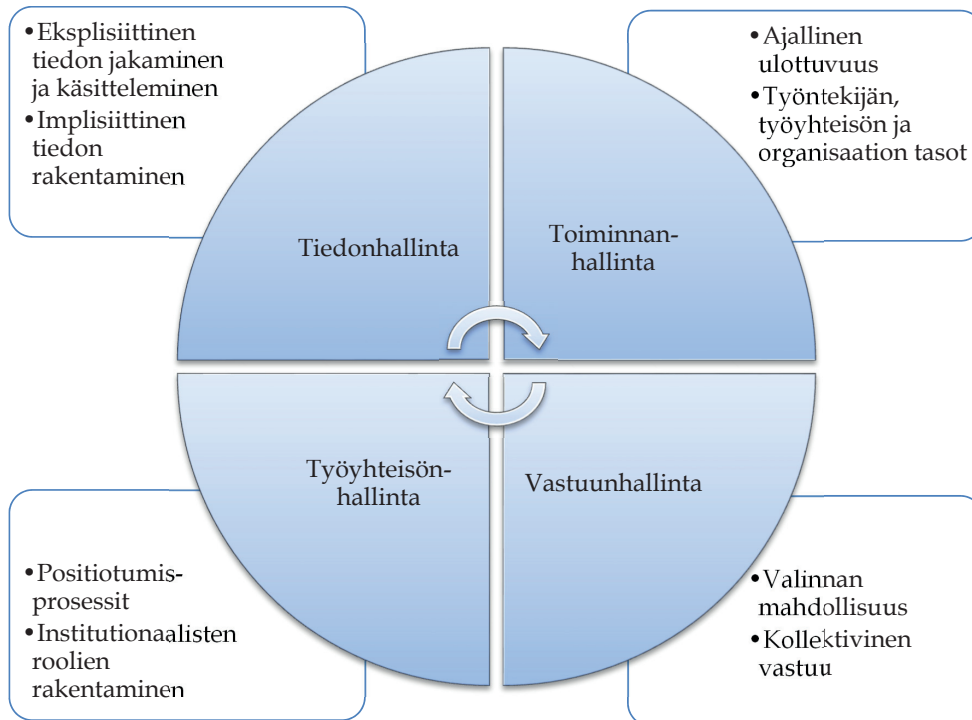 •Eksplisiittinen
tiedon jakaminen
ja käsitteleminen
•Implisiittinen
tiedon
rakentaminen
•Ajallinen
ulottuvuus
•Työntekijän,
työyhteisön ja
organisaation tasot
Tiedonhallinta
Toiminnan-
hallinta
Työyhteisön-
hallinta
Vastuunhallinta
•Positiotumis-
prosessit
•Institutionaalisten
roolien
rakentaminen
•Valinnan
mahdollisuus
•Kollektivinen
vastuu